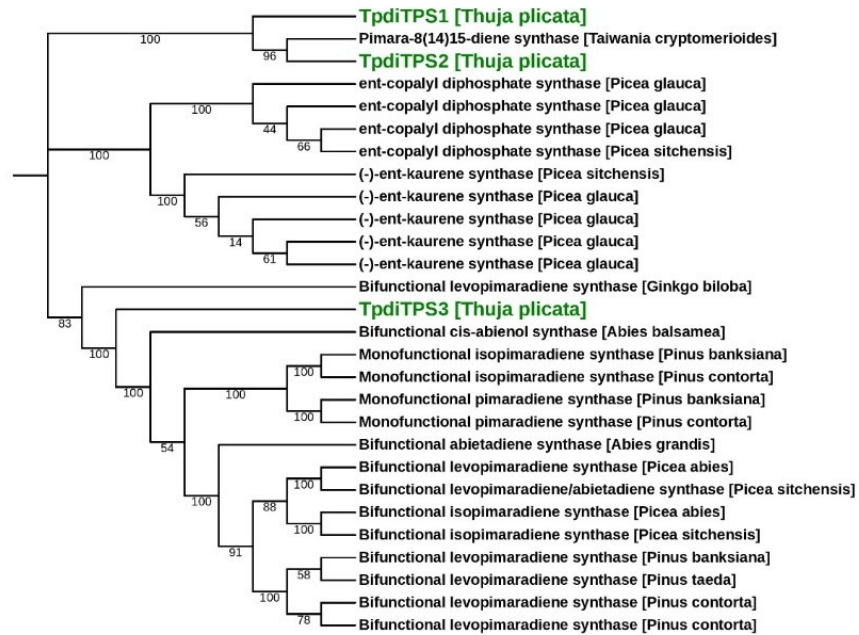 TpdiTPS1 [Thuja plicata]
100
Pimara-8(14)15-diene synthase [Taiwania cryptomerioides]
96
TpdiTPS2 [Thuja plicata]
ent-copalyl diphosphate synthase [Picea glauca]
100
ent-copalyl diphosphate synthase [Picea glauca]
44
ent-copalyl diphosphate synthase [Picea glauca]
66
ent-copalyl diphosphate synthase [Picea sitchensis]
100
(-)-ent-kaurene synthase [Picea sitchensis]
100
(-)-ent-kaurene synthase [Picea glauca]
56
(-)-ent-kaurene synthase [Picea glauca]
14
(-)-ent-kaurene synthase [Picea glauca]
61
(-)-ent-kaurene synthase [Picea glauca]
Bifunctional levopimaradiene synthase [Ginkgo biloba]
83
TpdiTPS3 [Thuja plicata]
100
Bifunctional cis-abienol synthase [Abies balsamea]
Monofunctional isopimaradiene synthase [Pinus banksiana]
100
Monofunctional isopimaradiene synthase [Pinus contorta]
100
100
Monofunctional pimaradiene synthase [Pinus banksiana]
100
Monofunctional pimaradiene synthase [Pinus contorta]
54
Bifunctional abietadiene synthase [Abies grandis]
Bifunctional levopimaradiene synthase [Picea abies]
100
Bifunctional levopimaradiene/abietadiene synthase [Picea sitchensis]
100
88
Bifunctional isopimaradiene synthase [Picea abies]
100
Bifunctional isopimaradiene synthase [Picea sitchensis]
91
Bifunctional levopimaradiene synthase [Pinus banksiana]
58
Bifunctional levopimaradiene synthase [Pinus taeda]
100
Bifunctional levopimaradiene synthase [Pinus contorta]
78
Bifunctional levopimaradiene synthase [Pinus contorta]